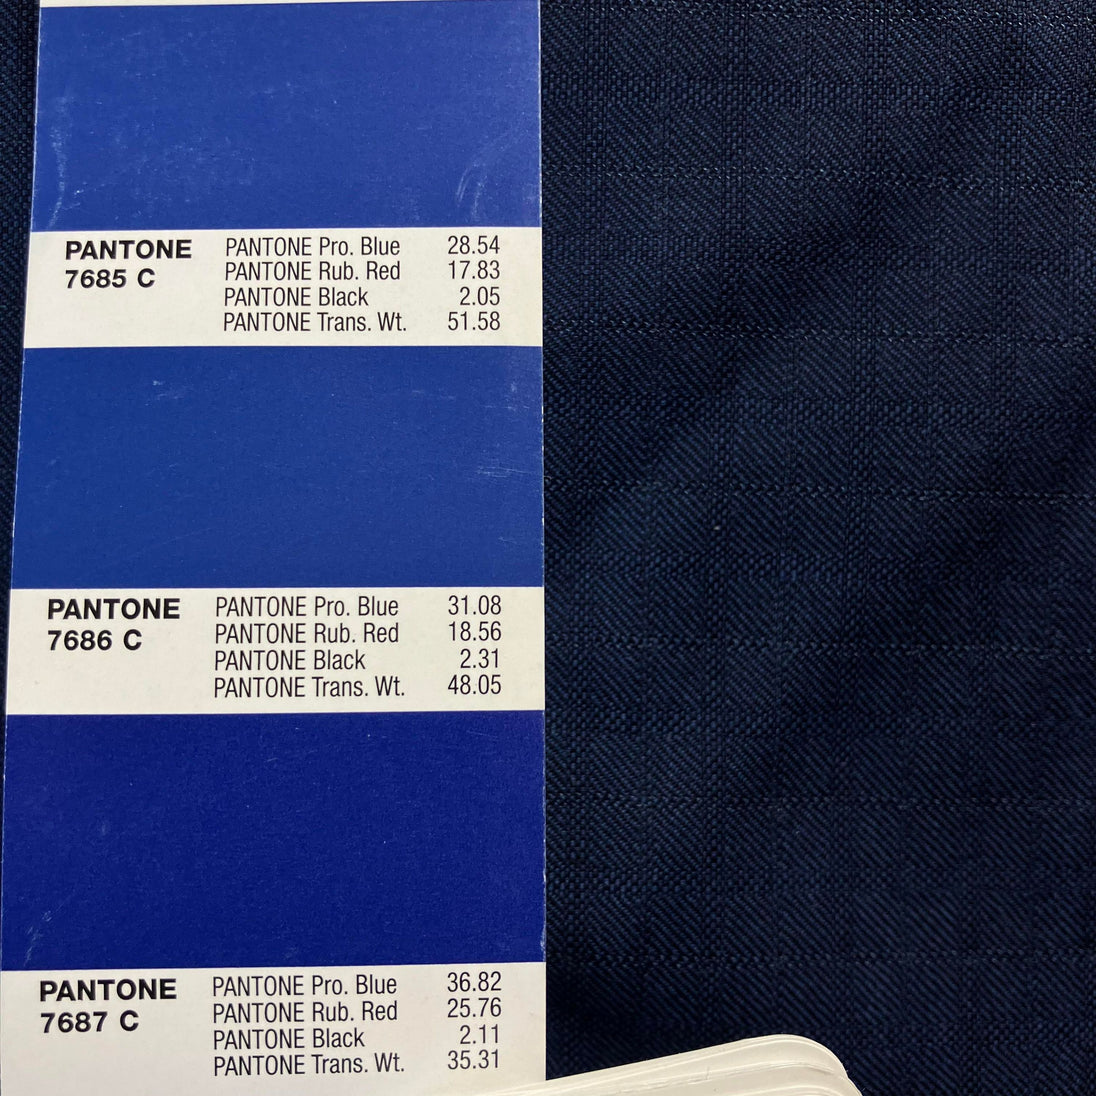 PANTONE
7685 C
PANTONE Pro. Blue 28.54
PANTONE Rub. Red 17.83
PANTONE Black 2.05
PANTONE Trans. Wt. 51.58
PANTONE
7686 C
PANTONE Pro. Blue 31.08
PANTONE Rub. Red 18.56
PANTONE Black 2.31
PANTONE Trans. Wt. 48.05
PANTONE
7687 C
PANTONE Pro. Blue 36.82
PANTONE Rub. Red 25.76
PANTONE Black 2.11
PANTONE Trans. Wt. 35.31